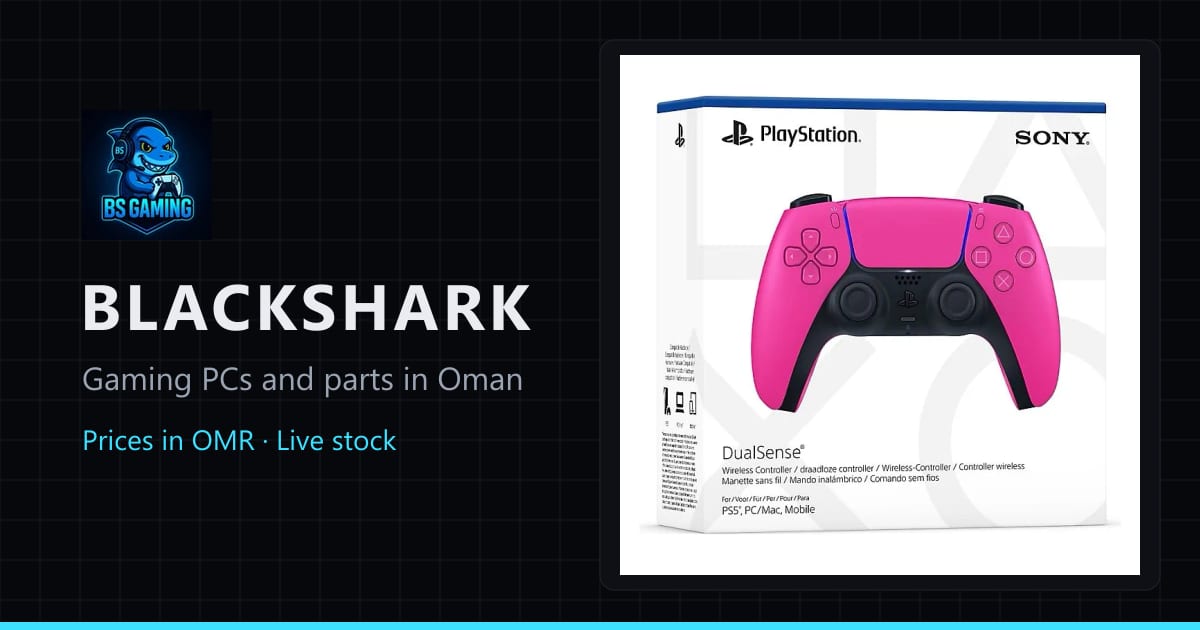 BS
BS GAMING
BLACKSHARK
Gaming PCs and parts in Oman
Prices in OMR · Live stock
PlayStation.
SONY.
DualSense®
Wireless Controller / draadloze controller / Wireless-Controller / Controller wireless
Manette sans fil / Mando inalámbrico / Comando sem fios
For / Voor / Für / Per / Pour / Para
PS5®, PC/Mac, Mobile